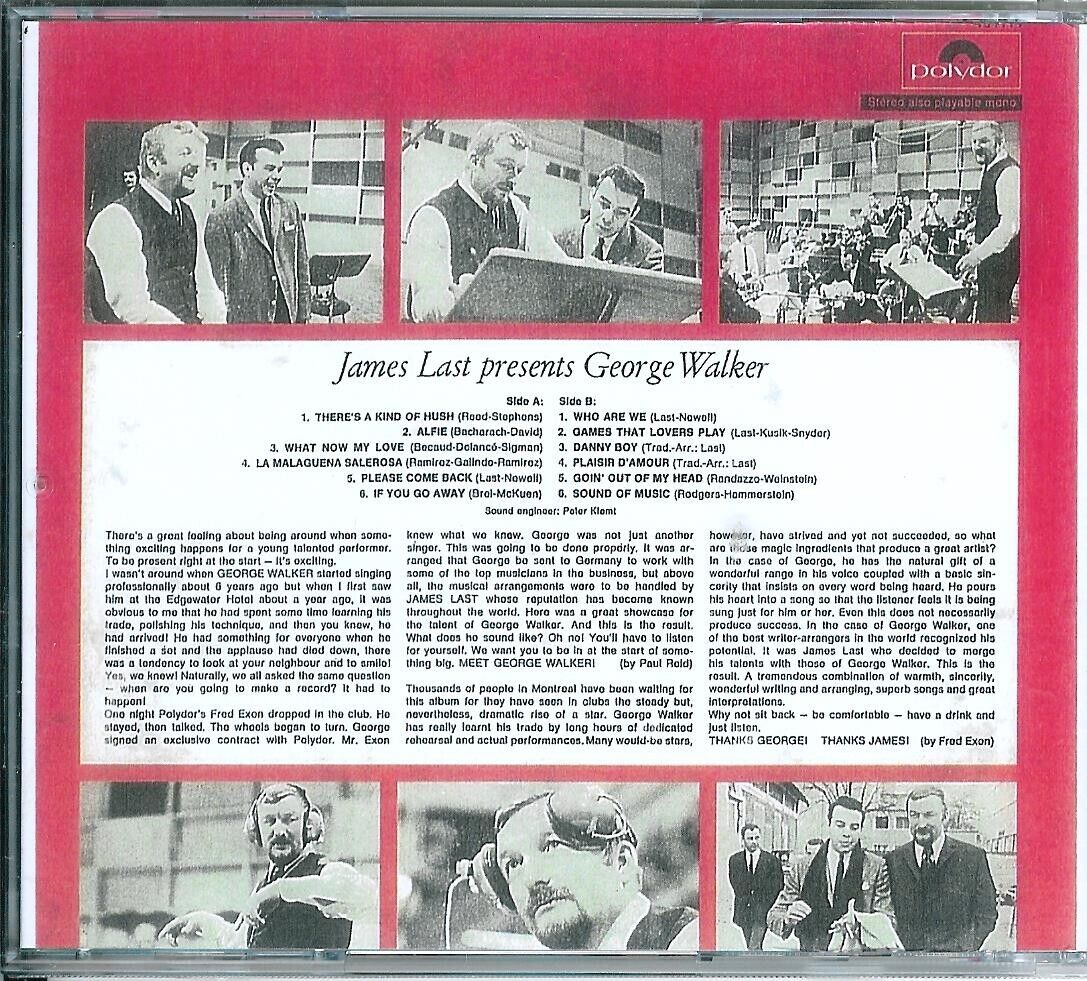 polydor
Stereo also playable mono
James Last presents George Walker
Side A:
1. THERE'S A KIND OF HUSH (Reed-Stephens)
2. ALFIE (Bacharach-David)
3. WHAT NOW MY LOVE (Becaud-Delancé-Sigman)
4. LA MALAGUENA SALEROSA (Ramirez-Galindo-Ramirez)
5. PLEASE COME BACK (Last-Newell)
6. IF YOU GO AWAY (Brel-McKuen)
Side B:
1. WHO ARE WE (Last-Newell)
2. GAMES THAT LOVERS PLAY (Last-Kusik-Snyder)
3. DANNY BOY (Trad.-Arr.: Last)
4. PLAISIR D'AMOUR (Trad.-Arr.: Last)
5. GOIN' OUT OF MY HEAD (Randazzo-Weinstein)
6. SOUND OF MUSIC (Rodgers-Hammerstein)
Sound engineer: Peter Klemt
There's a great feeling about being around when some-
thing exciting happens for a young talented performer.
To be present right at the start – it's exciting.
I wasn't around when GEORGE WALKER started singing
professionally about 6 years ago but when I first saw
him at the Edgewater Hotel about a year ago, it was
obvious to me that he had spent some time learning his
trade, polishing his technique, and then you knew, he
had arrived! He had something for everyone when he
finished a set and the applause had died down, there
was a tendency to look at your neighbour and to smile!
Yes, we knew! Naturally, we all asked the same question
– when are you going to make a record? It had to
happen!
One night Polydor's Fred Exon dropped in the club. He
stayed, then talked. The wheels began to turn. George
signed an exclusive contract with Polydor. Mr. Exon
knew what we knew. George was not just another
singer. This was going to be done properly. It was ar-
ranged that George be sent to Germany to work with
some of the top musicians in the business, but above
all, the musical arrangements were to be handled by
JAMES LAST whose reputation has become known
throughout the world. Here was a great showcase for
the talent of George Walker. And this is the result.
What does he sound like? Oh no! You'll have to listen
for yourself. We want you to be in at the start of some-
thing big. MEET GEORGE WALKER! (by Paul Reid)
Thousands of people in Montreal have been waiting for
this album for they have seen in clubs the steady but,
nevertheless, dramatic rise of a star. George Walker
has really learnt his trade by long hours of dedicated
rehearsal and actual performances. Many would-be stars,
however, have strived and yet not succeeded, so what
are those magic ingredients that produce a great artist?
In the case of George, he has the natural gift of a
wonderful range in his voice coupled with a basic sin-
cerity that insists on every word being heard. He pours
his heart into a song so that the listener feels it is being
sung just for him or her. Even this does not necessarily
produce success. In the case of George Walker, one
of the best writer-arrangers in the world recognized his
potential. It was James Last who decided to merge
his talents with those of George Walker. This is the
result. A tremendous combination of warmth, sincerity,
wonderful writing and arranging, superb songs and great
interpretations.
Why not sit back – be comfortable – have a drink and
just listen.
THANKS GEORGE! THANKS JAMES! (by Fred Exon)